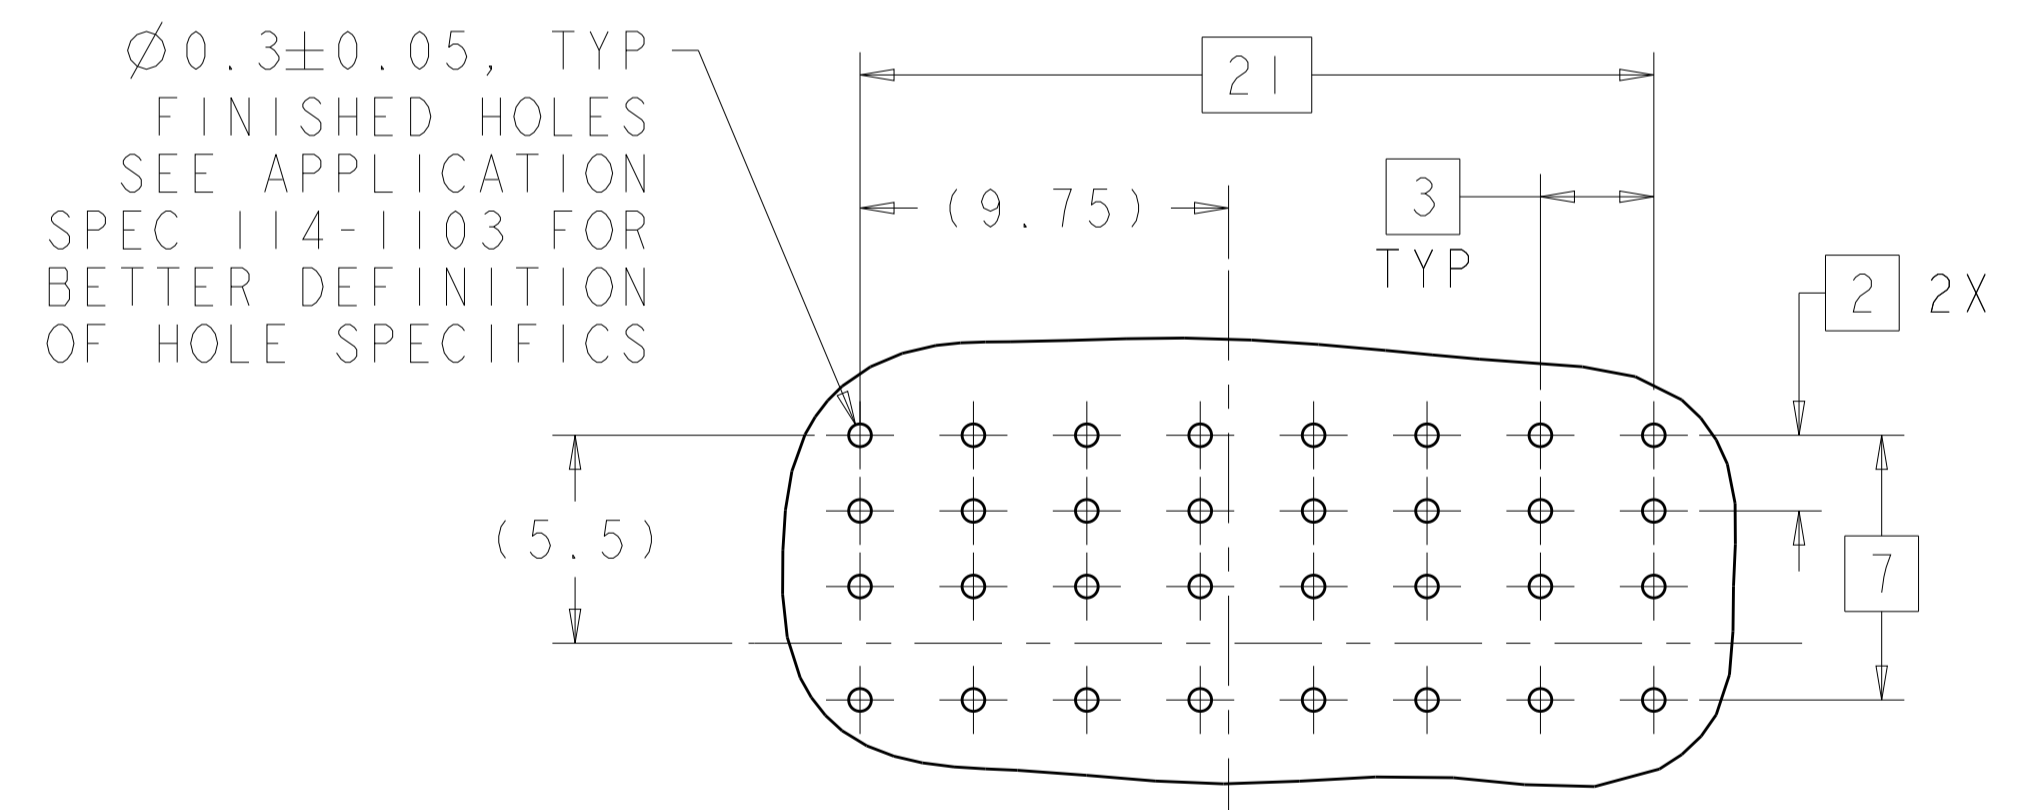 Ø0.3±0.05, TYP
FINISHED HOLES
SEE APPLICATION
SPEC 114-1103 FOR
BETTER DEFINITION
OF HOLE SPECIFICS
21
(9.75)
3
TYP
2 2X
(5.5)
7